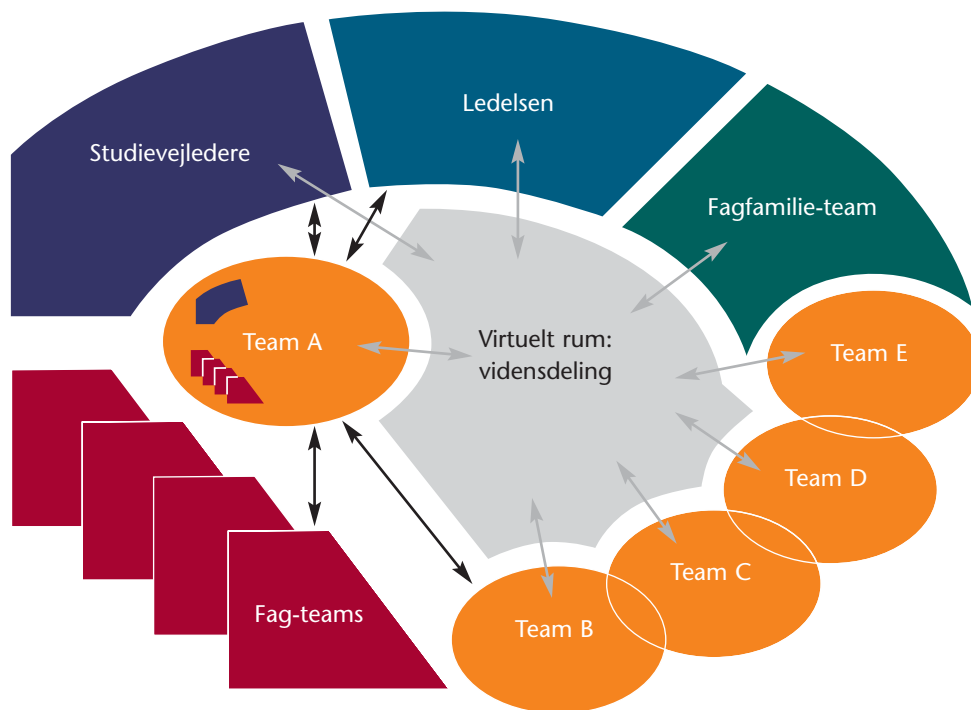 Ledelsen
Studievejledere
Fagfamilie-team
Team A
Virtuelt rum:
vidensdeling
Team E
Team D
Team C
Team B
Fag-teams